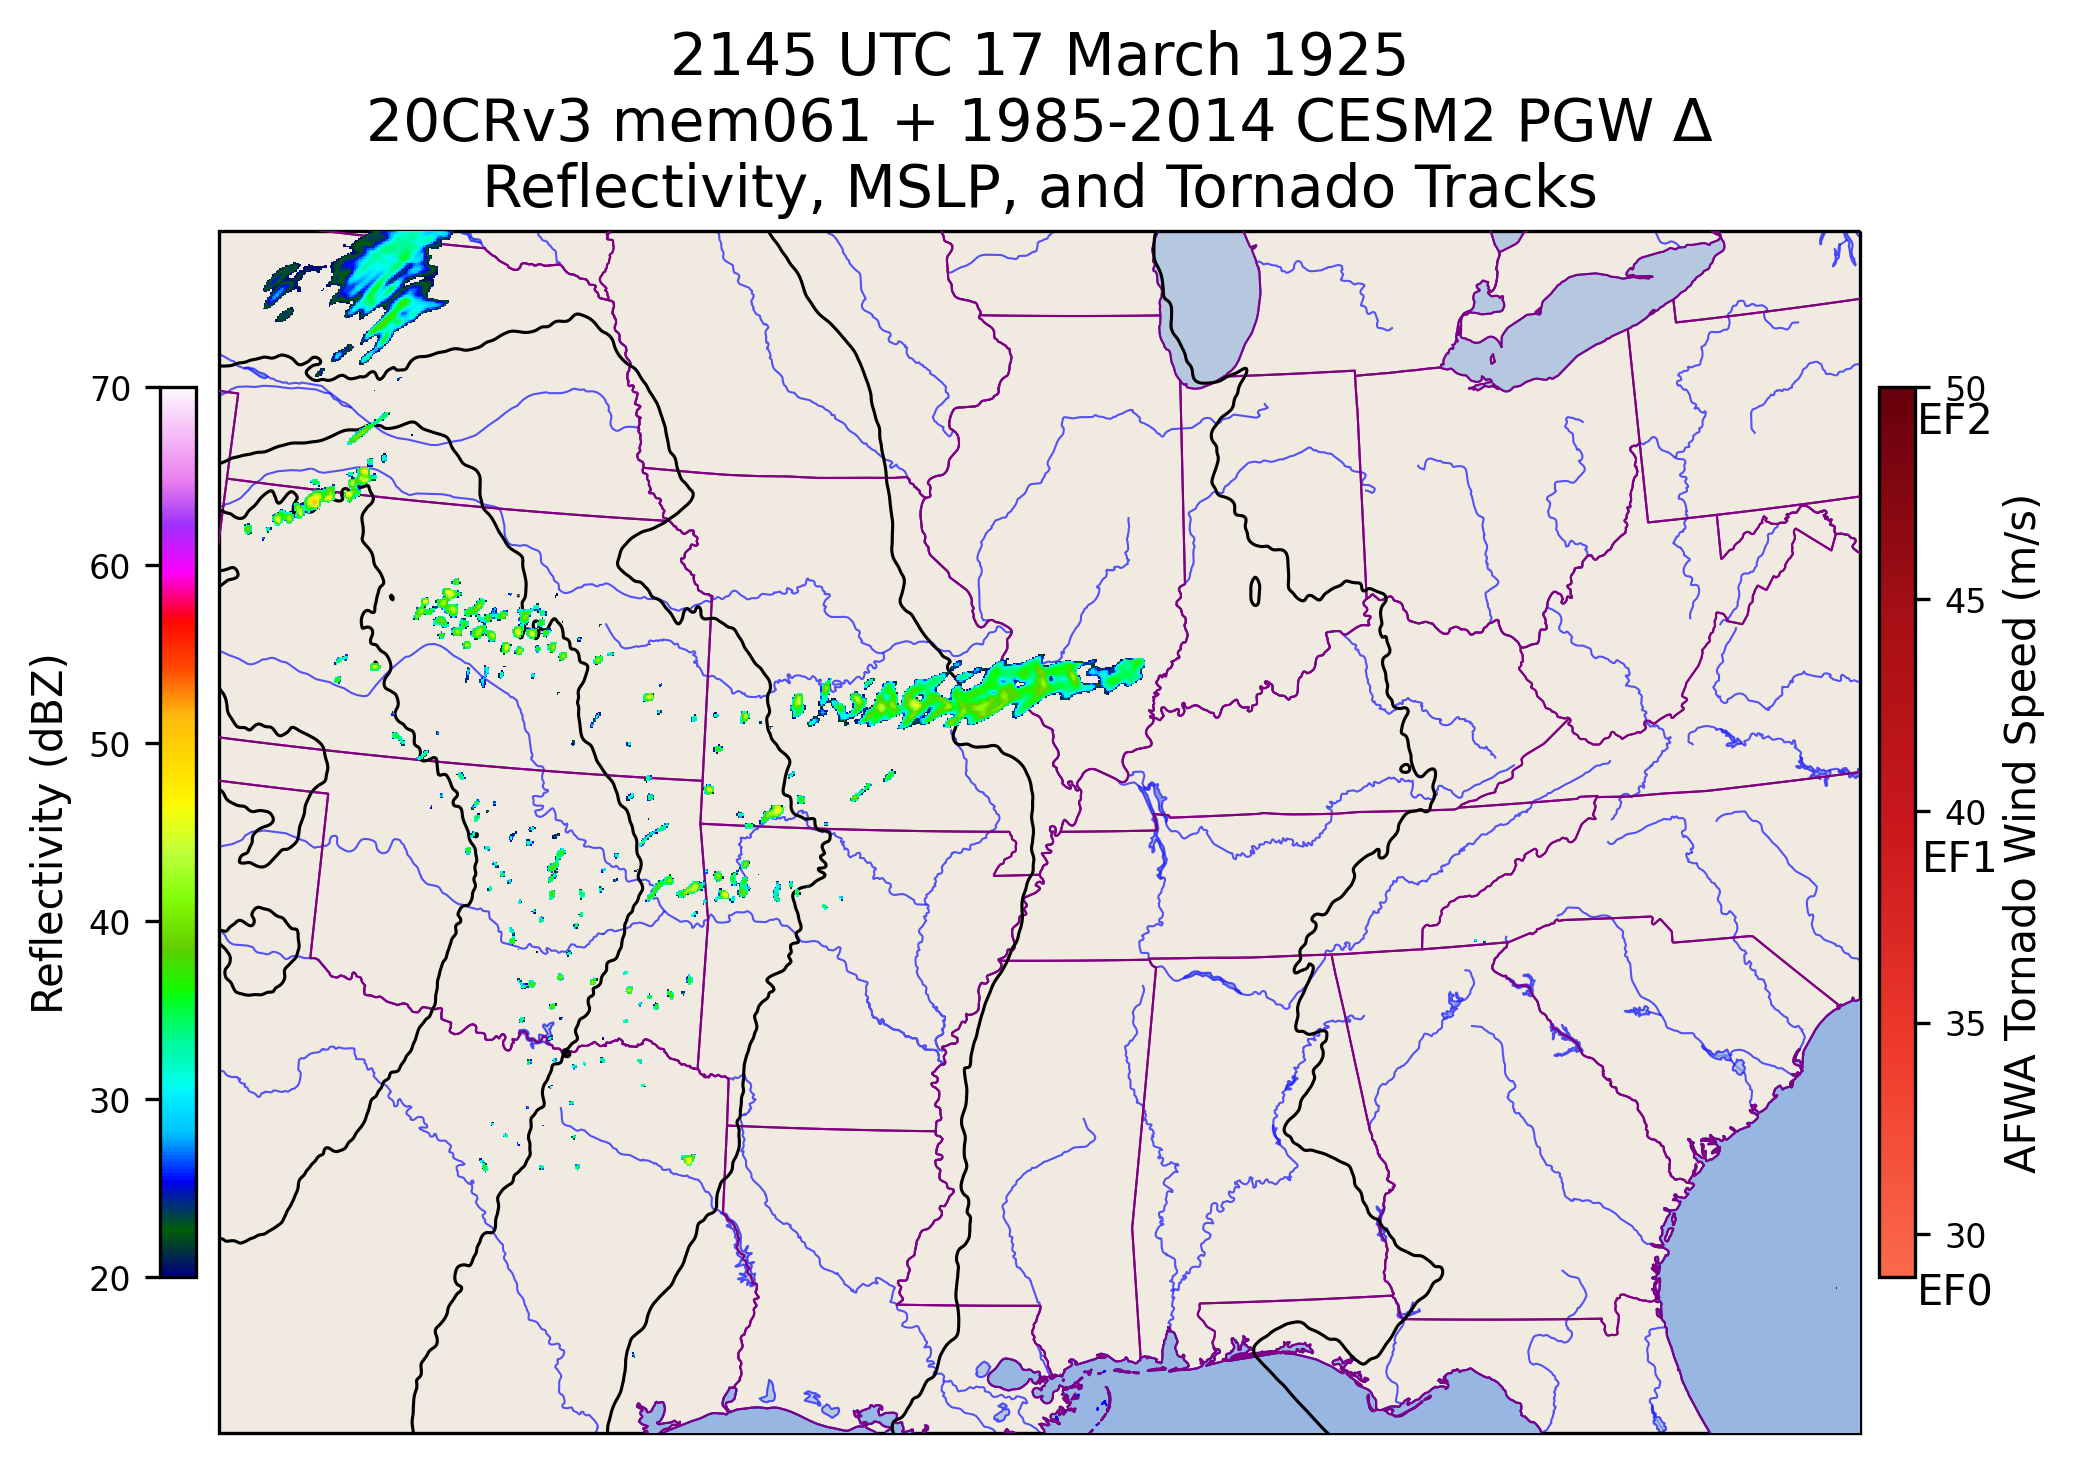 2145 UTC 17 March 1925
20CRv3 mem061 + 1985-2014 CESM2 PGW Δ
Reflectivity, MSLP, and Tornado Tracks
70
60
50
40
30
20
Reflectivity (dBZ)
50
EF2
45
40
EF1
35
30
EF0
AFWA Tornado Wind Speed (m/s)